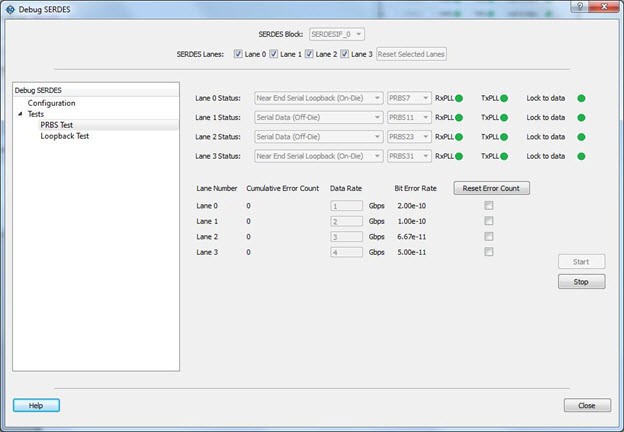 Debug SERDES
SERDES Block: SERDESIF_0
SERDES Lanes: Lane 0 Lane 1 Lane 2 Lane 3 Reset Selected Lanes
Debug SERDES
Configuration
Tests
PRBS Test
Loopback Test
Lane 0 Status: Near End Serial Loopback (On-Die) PRBS7 RxPLL TxPLL Lock to data
Lane 1 Status: Serial Data (Off-Die) PRBS11 RxPLL TxPLL Lock to data
Lane 2 Status: Serial Data (Off-Die) PRBS23 RxPLL TxPLL Lock to data
Lane 3 Status: Near End Serial Loopback (On-Die) PRBS31 RxPLL TxPLL Lock to data
Lane Number Cumulative Error Count Data Rate Bit Error Rate Reset Error Count
Lane 0 0 1 Gbps 2.00e-10
Lane 1 0 2 Gbps 1.00e-10
Lane 2 0 3 Gbps 6.67e-11
Lane 3 0 4 Gbps 5.00e-11
Start
Stop
Help
Close